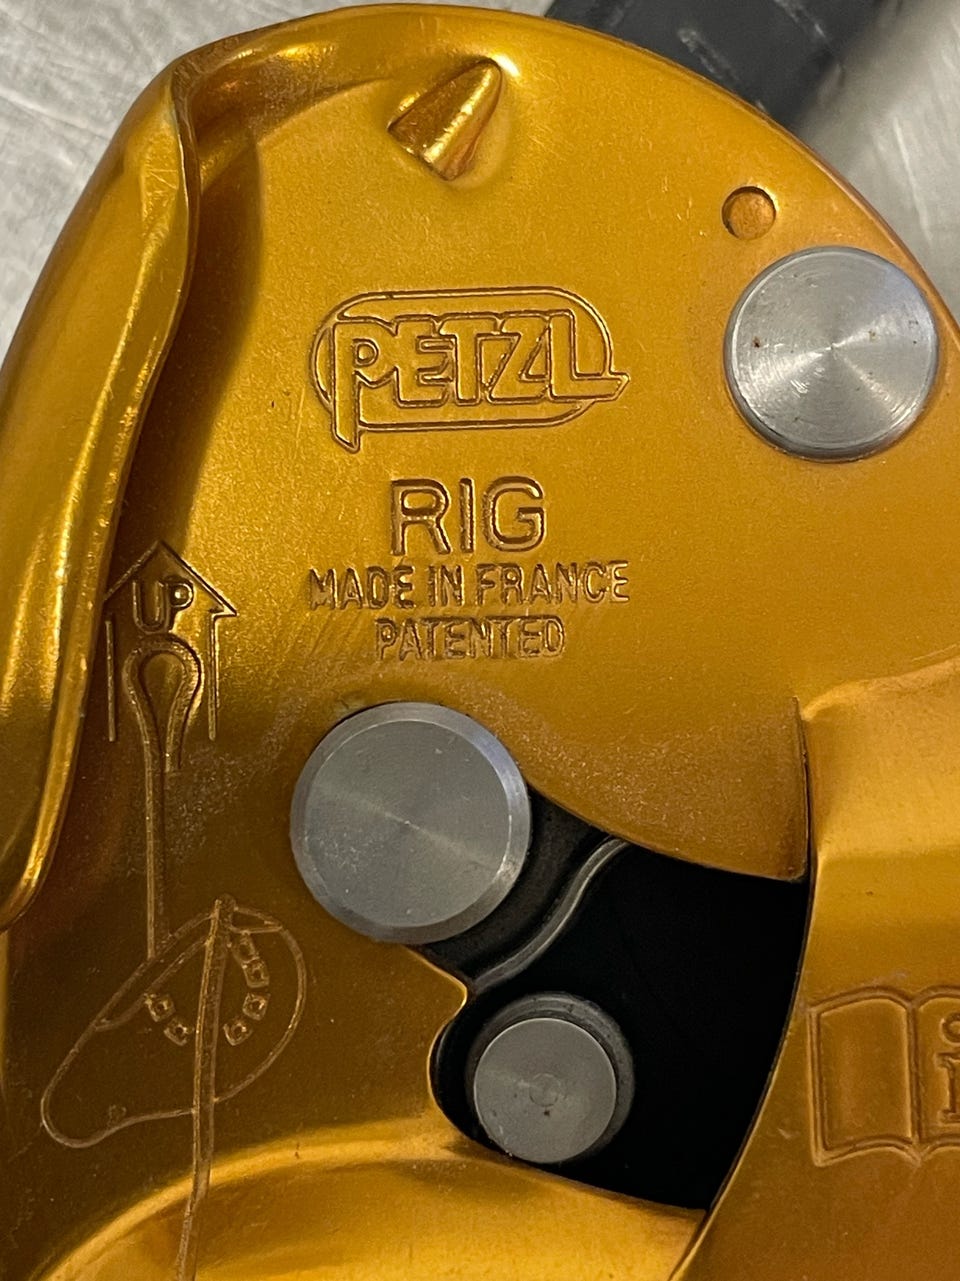 PETZL
RIG
MADE IN FRANCE
PATENTED
UP
i